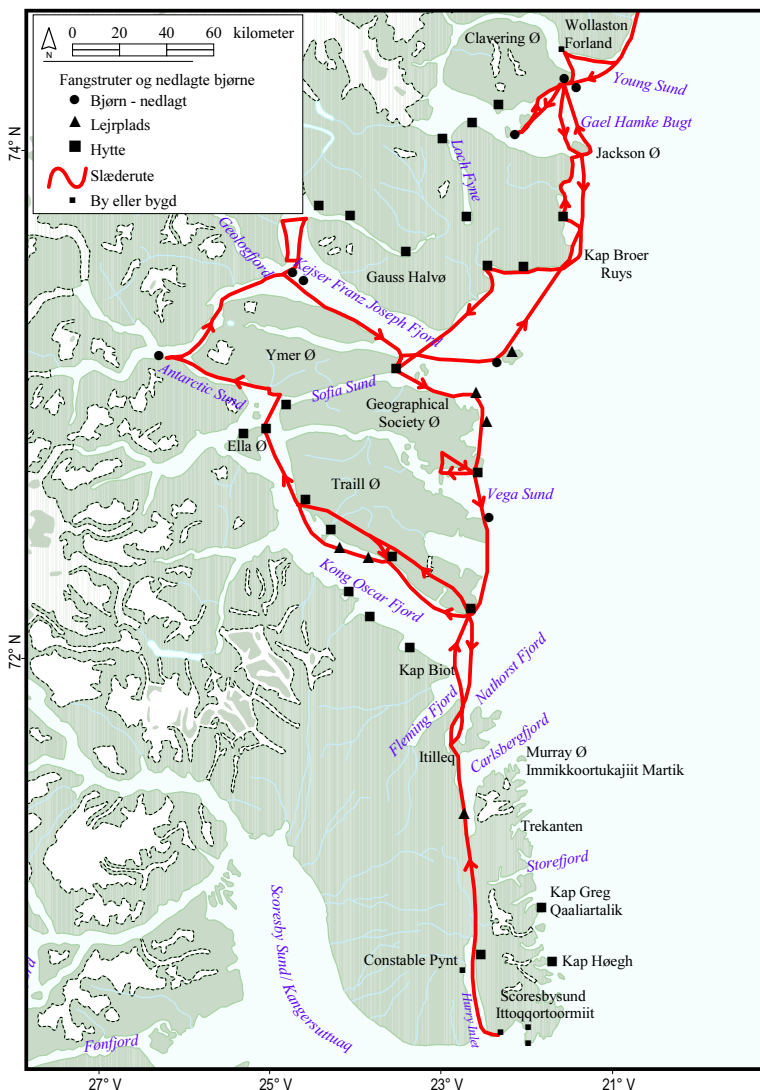 0 20 40 60 kilometer
N
Fangstruter og nedlagte bjørne
Bjørn - nedlagt
Lejrplads
Hytte
Slæderute
By eller bygd
Clavering Ø
Wollaston
Forland
Young Sund
Gael Hamke Bugt
Jackson Ø
Loch Fyne
74° N
Geologfjord
Kejser Franz Joseph Fjord
Gauss Halvø
Kap Broer
Ruys
Ymer Ø
Antarctic Sund
Sofia Sund
Geographical
Society Ø
Ella Ø
Traill Ø
Vega Sund
Kong Oscar Fjord
72° N
Kap Biot
Fleming Fjord
Nathorst Fjord
Itilleq
Carlsbergfjord
Murray Ø
Immikkoortukajiit Martik
Trekanten
Storefjord
Kap Greg
Qaaliartalik
Scoresby Sund/ Kangersuttuaq
Constable Pynt
Kap Høegh
Hurry Inlet
Scoresbysund
Ittoqqortoormiit
Fønfjord
27° V
25° V
23° V
21° V